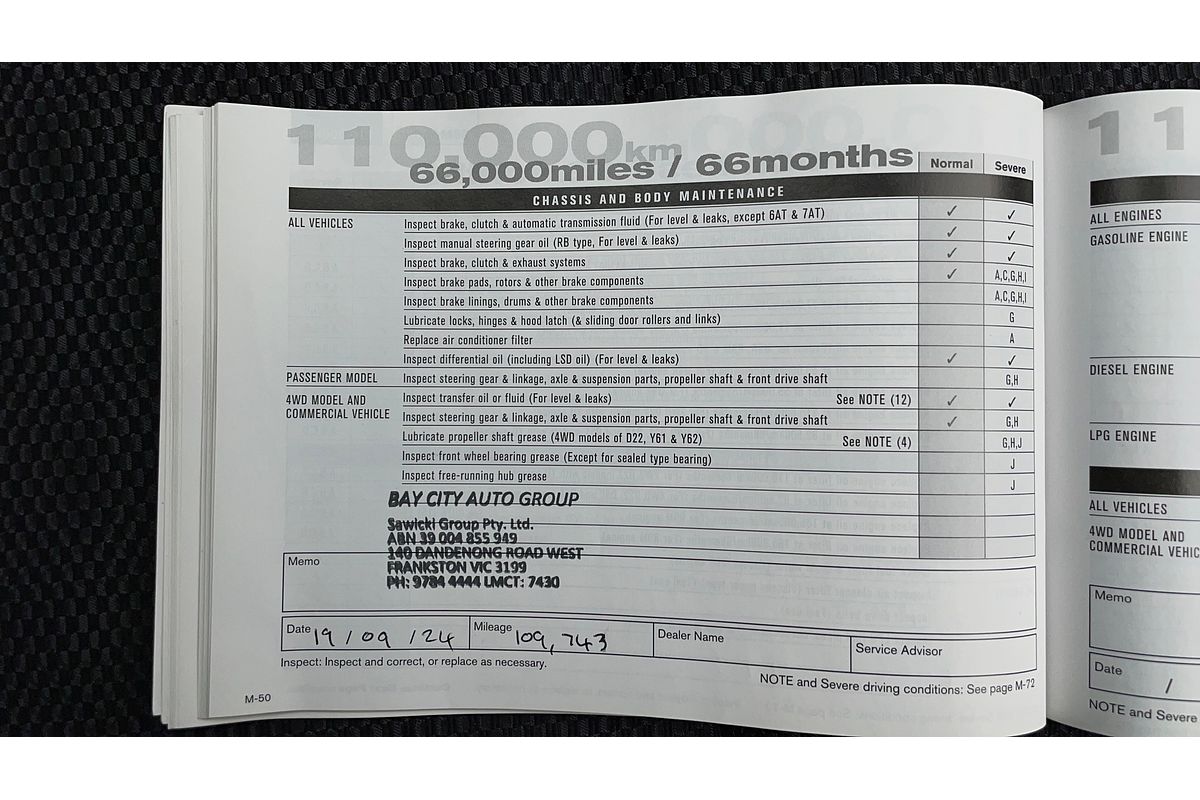 110,000km
66,000miles / 66months
Normal
Severe
CHASSIS AND BODY MAINTENANCE
ALL VEHICLES
Inspect brake, clutch & automatic transmission fluid (For level & leaks, except 6AT & 7AT) ✓ ✓
Inspect manual steering gear oil (RB type, For level & leaks) ✓ ✓
Inspect brake, clutch & exhaust systems ✓ ✓
Inspect brake pads, rotors & other brake components ✓ A,C,G,H,I
Inspect brake linings, drums & other brake components A,C,G,H,I
Lubricate locks, hinges & hood latch (& sliding door rollers and links) G
Replace air conditioner filter A
Inspect differential oil (including LSD oil) (For level & leaks) ✓ ✓
PASSENGER MODEL Inspect steering gear & linkage, axle & suspension parts, propeller shaft & front drive shaft G,H
4WD MODEL AND
COMMERCIAL VEHICLE
Inspect transfer oil or fluid (For level & leaks) See NOTE (12) ✓ ✓
Inspect steering gear & linkage, axle & suspension parts, propeller shaft & front drive shaft ✓ G,H
Lubricate propeller shaft grease (4WD models of D22, Y61 & Y62) See NOTE (4) G,H,J
Inspect front wheel bearing grease (Except for sealed type bearing) J
Inspect free-running hub grease J
BAY CITY AUTO GROUP
Sawicki Group Pty. Ltd.
ABN 39 004 855 949
140 DANDENONG ROAD WEST
FRANKSTON VIC 3199
PH: 9784 4444 LMCT: 7430
Memo
Date 19 / 09 / 24
Mileage 109,743
Dealer Name
Service Advisor
Inspect: Inspect and correct, or replace as necessary.
NOTE and Severe driving conditions: See page M-72
M-50
11
ALL ENGINES
GASOLINE ENGINE
DIESEL ENGINE
LPG ENGINE
ALL VEHICLES
4WD MODEL AND
COMMERCIAL VEHIC
Memo
Date /
NOTE and Severe